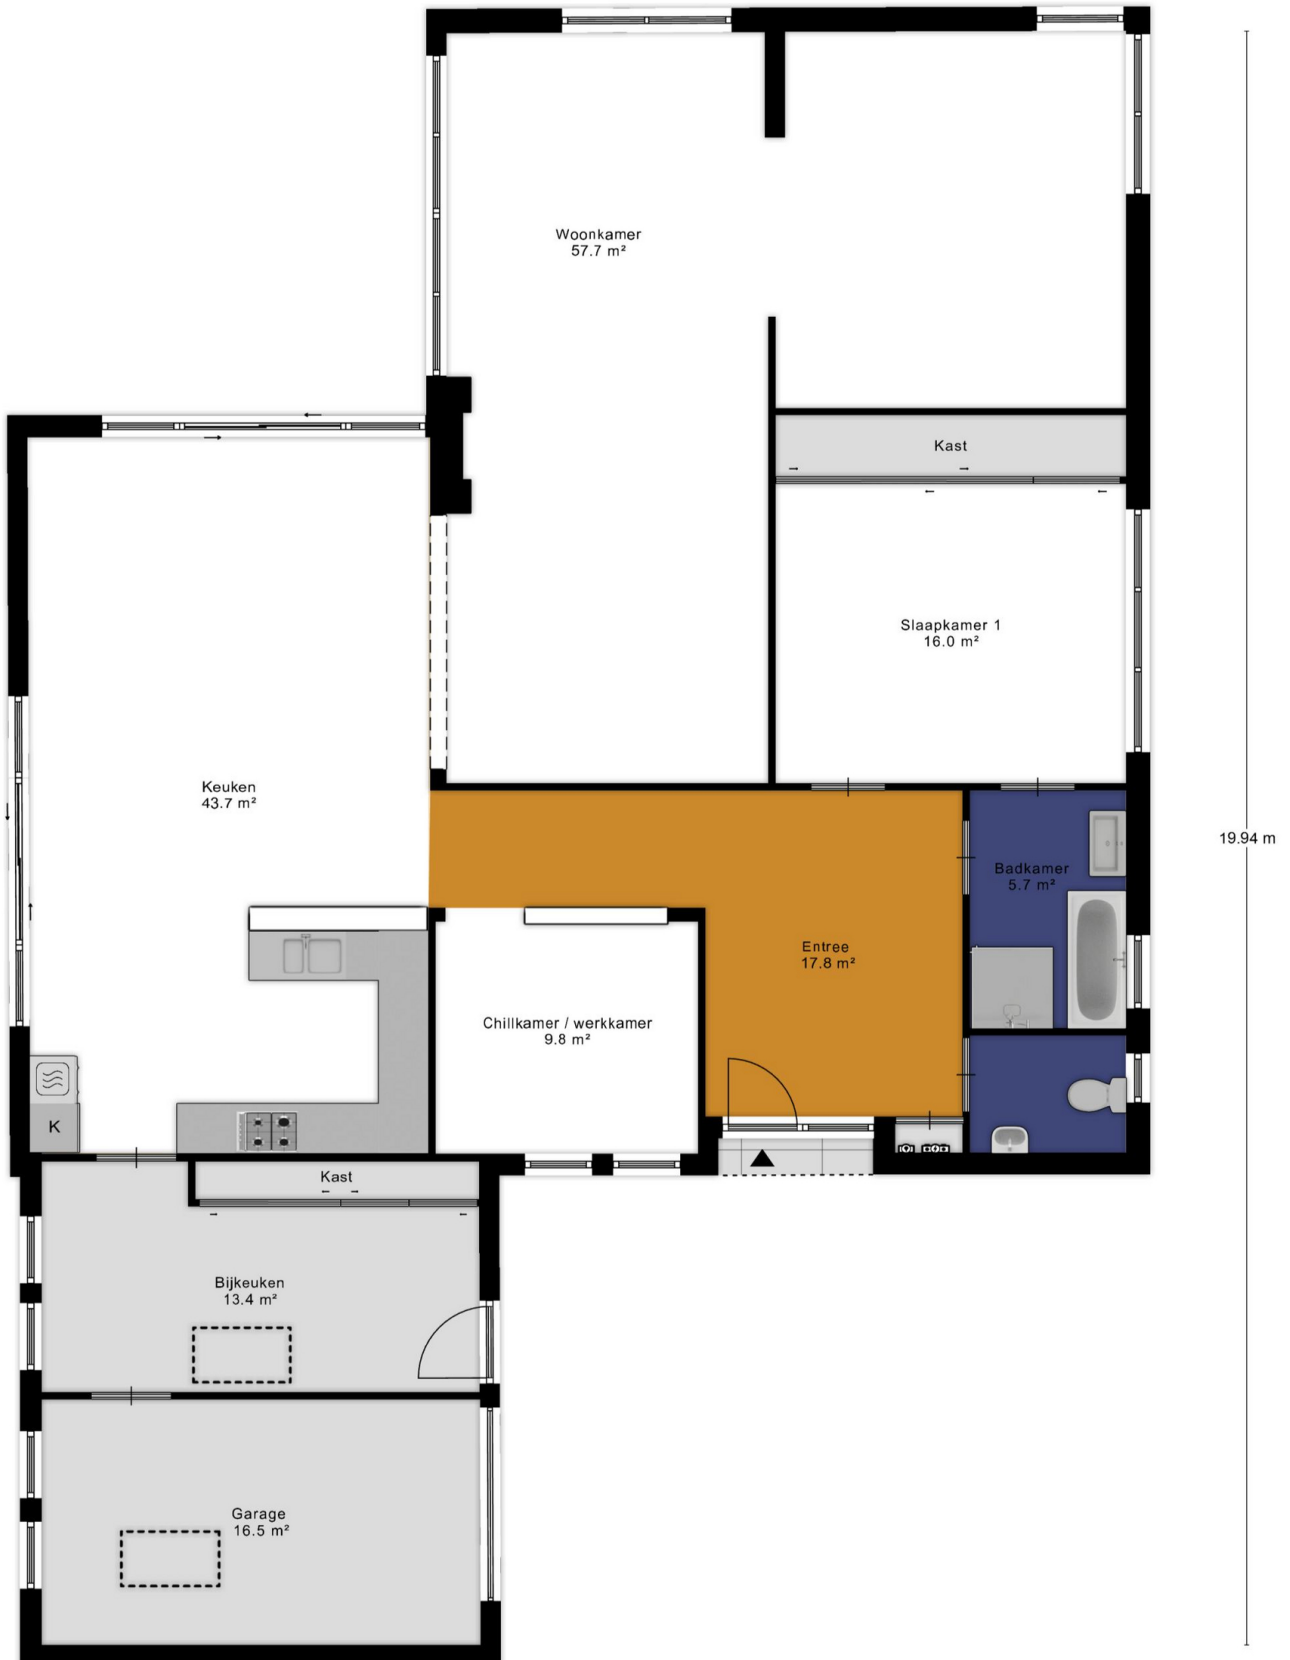 Woonkamer
57.7 m²
Kast
Slaapkamer 1
16.0 m²
Keuken
43.7 m²
19.94 m
Badkamer
5.7 m²
Entree
17.8 m²
Chillkamer / werkkamer
9.8 m²
K
Kast
Bijkeuken
13.4 m²
Garage
16.5 m²